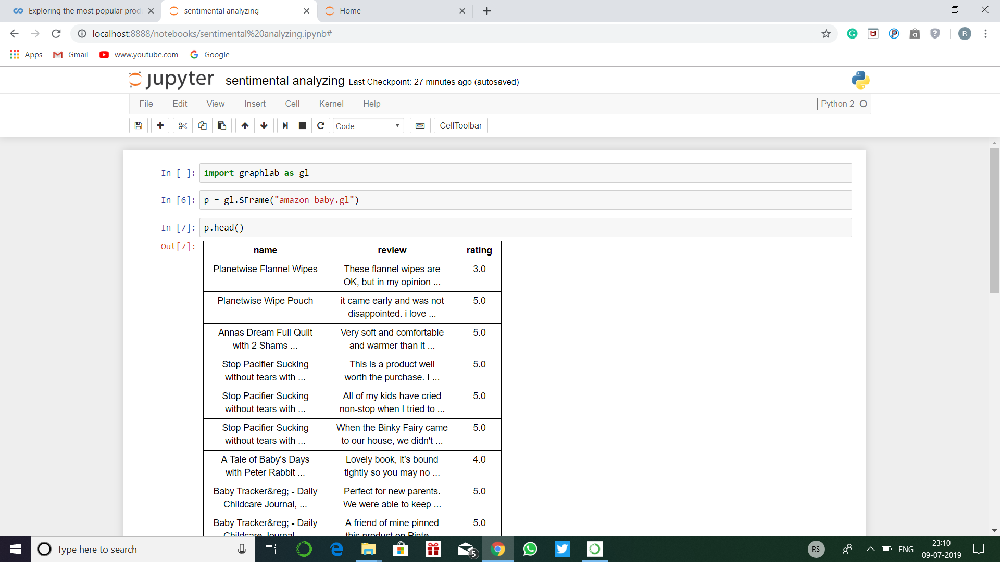 Exploring the most popular prod
sentimental analyzing
Home
localhost:8888/notebooks/sentimental%20analyzing.ipynb#
R
Apps
Gmail
www.youtube.com
Google
jupyter sentimental analyzing Last Checkpoint: 27 minutes ago (autosaved)
File Edit View Insert Cell Kernel Help
Python 2
Code
CellToolbar
In [ ]: import graphlab as gl
In [6]: p = gl.SFrame("amazon_baby.gl")
In [7]: p.head()
Out[7]:
name review rating
Planetwise Flannel Wipes These flannel wipes are 3.0
OK, but in my opinion ...
Planetwise Wipe Pouch it came early and was not 5.0
disappointed. i love ...
Annas Dream Full Quilt Very soft and comfortable 5.0
with 2 Shams ... and warmer than it ...
Stop Pacifier Sucking This is a product well 5.0
without tears with ... worth the purchase. I ...
Stop Pacifier Sucking All of my kids have cried 5.0
without tears with ... non-stop when I tried to ...
Stop Pacifier Sucking When the Binky Fairy came 5.0
without tears with ... to our house, we didn't ...
A Tale of Baby's Days Lovely book, it's bound 4.0
with Peter Rabbit ... tightly so you may no ...
Baby Tracker&reg; - Daily Perfect for new parents. 5.0
Childcare Journal, ... We were able to keep ...
Baby Tracker&reg; - Daily A friend of mine pinned 5.0
Childcare Journal this product on Pinte
Type here to search
5
RS
ENG
23:10
09-07-2019